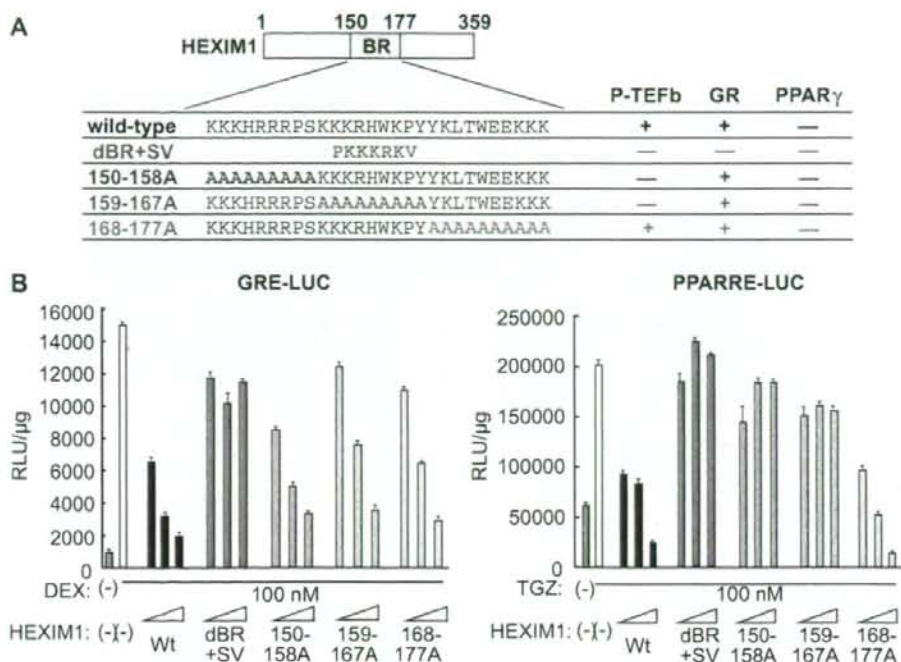 A
1 150 177 359
HEXIM1 BR
P-TEFb GR PPARγ
wild-type KKKHRRRPSKKKRHWKPYYKLTWEEKKK + + —
dBR+SV PKKKRKV — — —
150-158A AAAAAAAAAKKKRHWKPYYKLTWEEKKK — + —
159-167A KKKHRRRPSAAAAAAAAAYKLTWEEKKK — + —
168-177A KKKHRRRPSKKKRHWKPYAAAAAAAAAA + + —
B
GRE-LUC
16000
14000
12000
10000
8000
6000
4000
2000
0
RLU/µg
DEX: (-) 100 nM
HEXIM1: (-)(-) Wt dBR+SV 150-158A 159-167A 168-177A
PPARRE-LUC
250000
200000
150000
100000
50000
0
RLU/µg
TGZ: (-) 100 nM
HEXIM1: (-)(-) Wt dBR+SV 150-158A 159-167A 168-177A